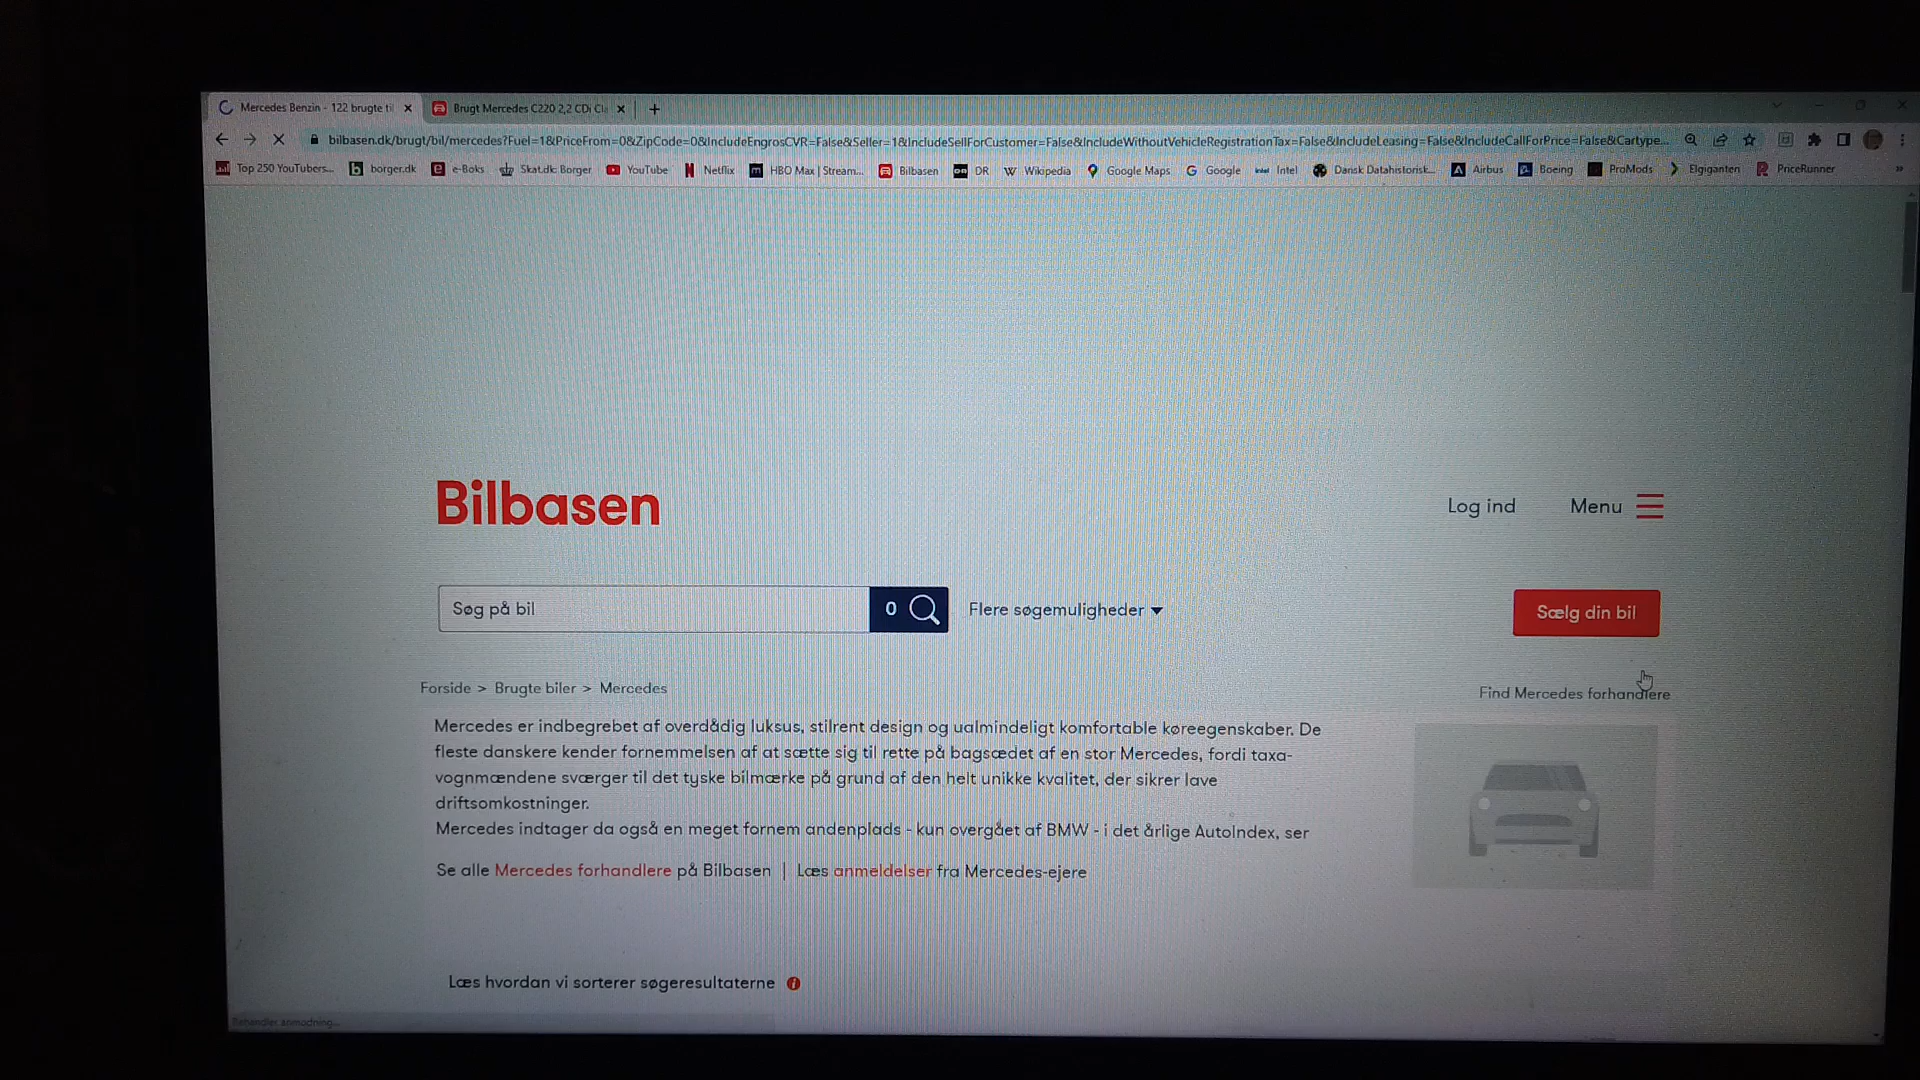 Mercedes Benzin - 122 brugte ti
Brugt Mercedes C220 2,2 CDi Cl
bilbasen.dk/brugt/bil/mercedes?Fuel=1&PriceFrom=0&ZipCode=0&IncludeEngrosCVR=False&Seller=1&IncludeSellForCustomer=False&IncludeWithoutVehicleRegistrationTax=False&IncludeLeasing=False&IncludeCallForPrice=False&Cartype...
Top 250 YouTubers... borger.dk e-Boks Skat.dk: Borger YouTube Netflix HBO Max | Stream... Bilbasen DR Wikipedia Google Maps Google Intel Dansk Datahistorisk... Airbus Boeing ProMods Elgiganten PriceRunner
Bilbasen
Log ind Menu
Søg på bil 0 Flere søgemuligheder Sælg din bil
Forside > Brugte biler > Mercedes
Find Mercedes forhandlere
Mercedes er indbegrebet af overdådig luksus, stilrent design og ualmindeligt komfortable køreegenskaber. De
fleste danskere kender fornemmelsen af at sætte sig til rette på bagsædet af en stor Mercedes, fordi taxa-
vognmændene sværger til det tyske bilmærke på grund af den helt unikke kvalitet, der sikrer lave
driftsomkostninger.
Mercedes indtager da også en meget fornem andenplads - kun overgået af BMW - i det årlige AutoIndex, ser
Se alle Mercedes forhandlere på Bilbasen | Læs anmeldelser fra Mercedes-ejere
Læs hvordan vi sorterer søgeresultaterne
Behandler anmodning...